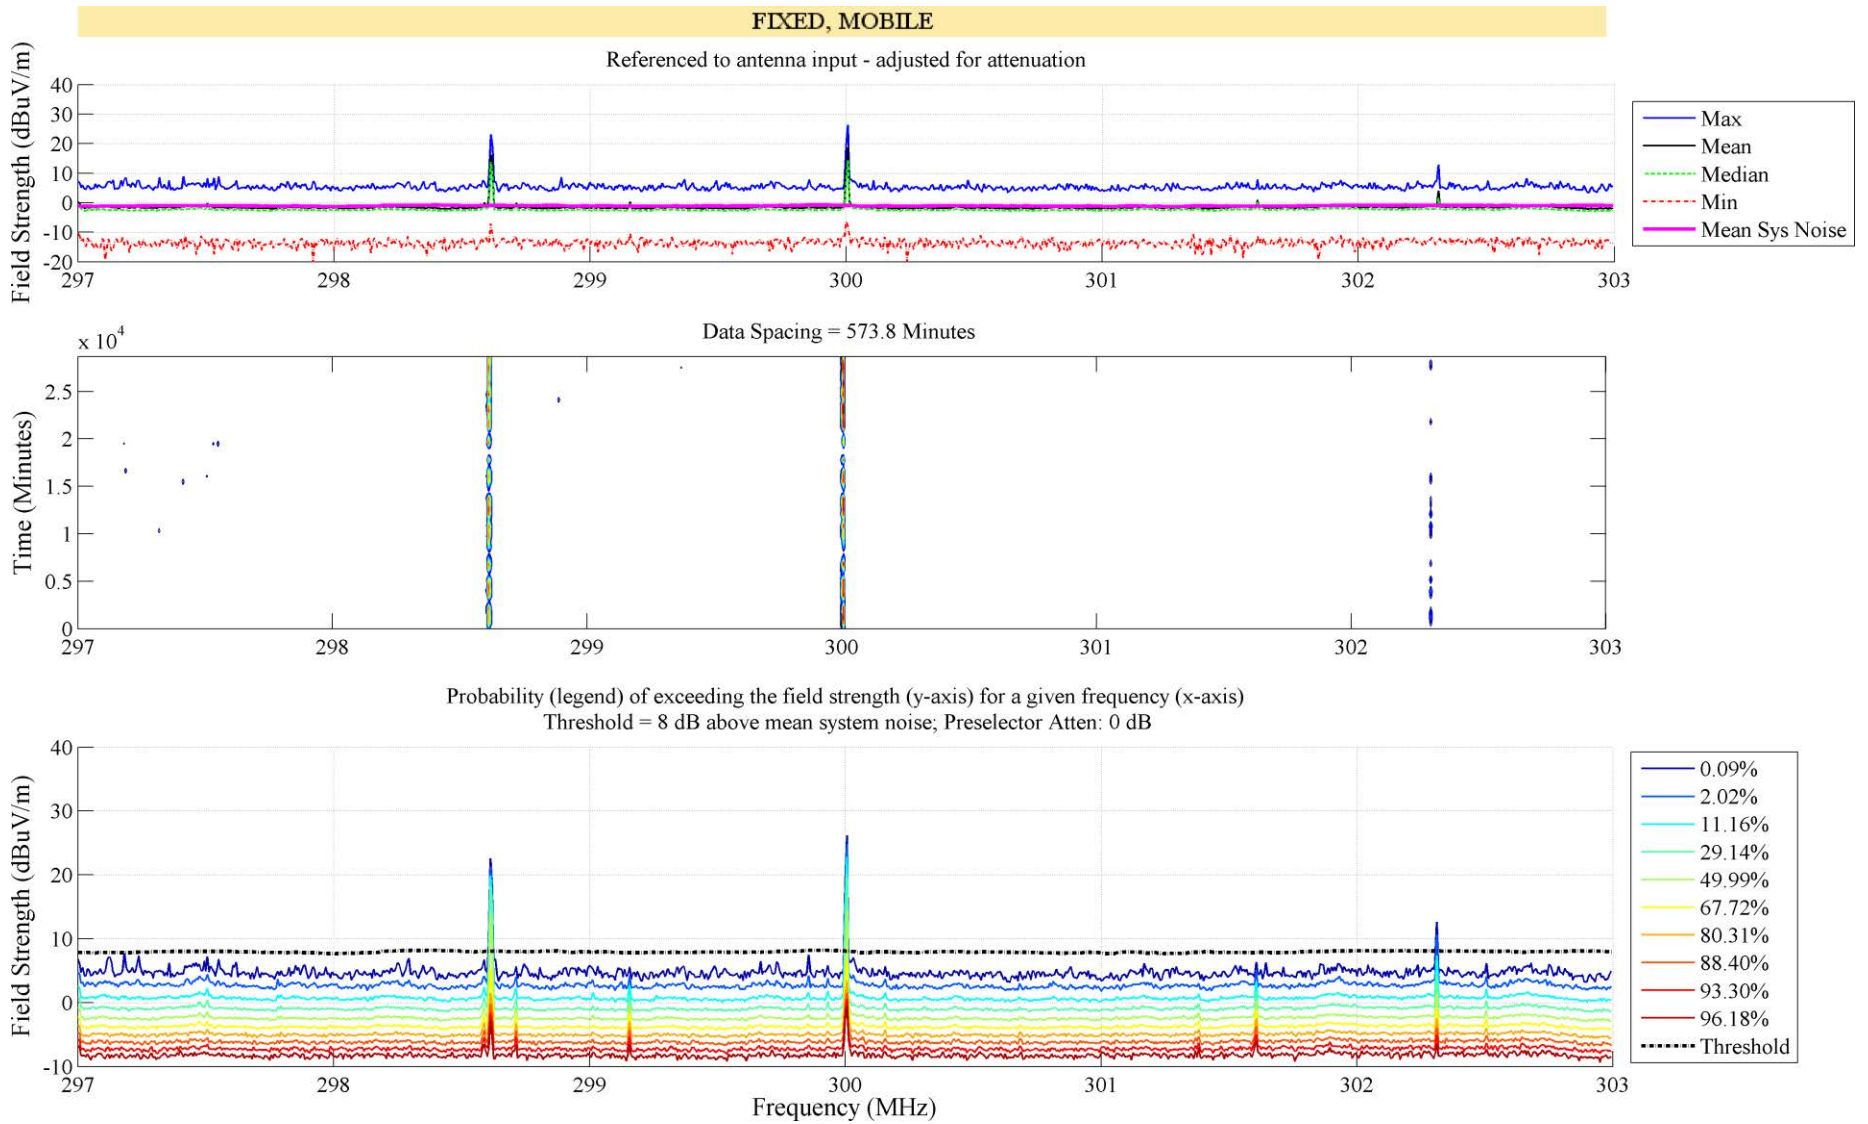 FIXED, MOBILE
Referenced to antenna input - adjusted for attenuation
Field Strength (dBuV/m)
40
30
20
10
0
-10
-20
297 298 299 300 301 302 303
Max
Mean
Median
Min
Mean Sys Noise
Data Spacing = 573.8 Minutes
x 10^4
Time (Minutes)
2.5
2
1.5
1
0.5
0
297 298 299 300 301 302 303
Probability (legend) of exceeding the field strength (y-axis) for a given frequency (x-axis)
Threshold = 8 dB above mean system noise; Preselector Atten: 0 dB
Field Strength (dBuV/m)
40
30
20
10
0
-10
297 298 299 300 301 302 303
Frequency (MHz)
0.09%
2.02%
11.16%
29.14%
49.99%
67.72%
80.31%
88.40%
93.30%
96.18%
Threshold